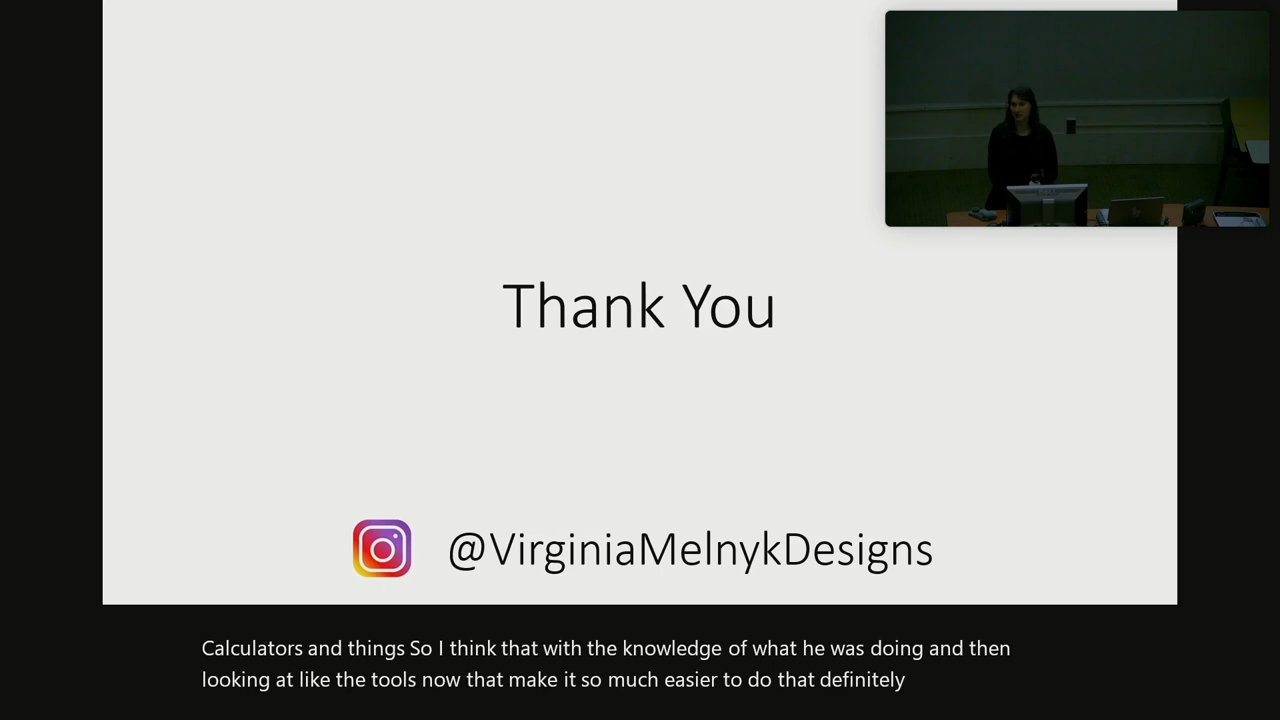 Thank You
@VirginiaMelnykDesigns
Calculators and things So I think that with the knowledge of what he was doing and then
looking at like the tools now that make it so much easier to do that definitely